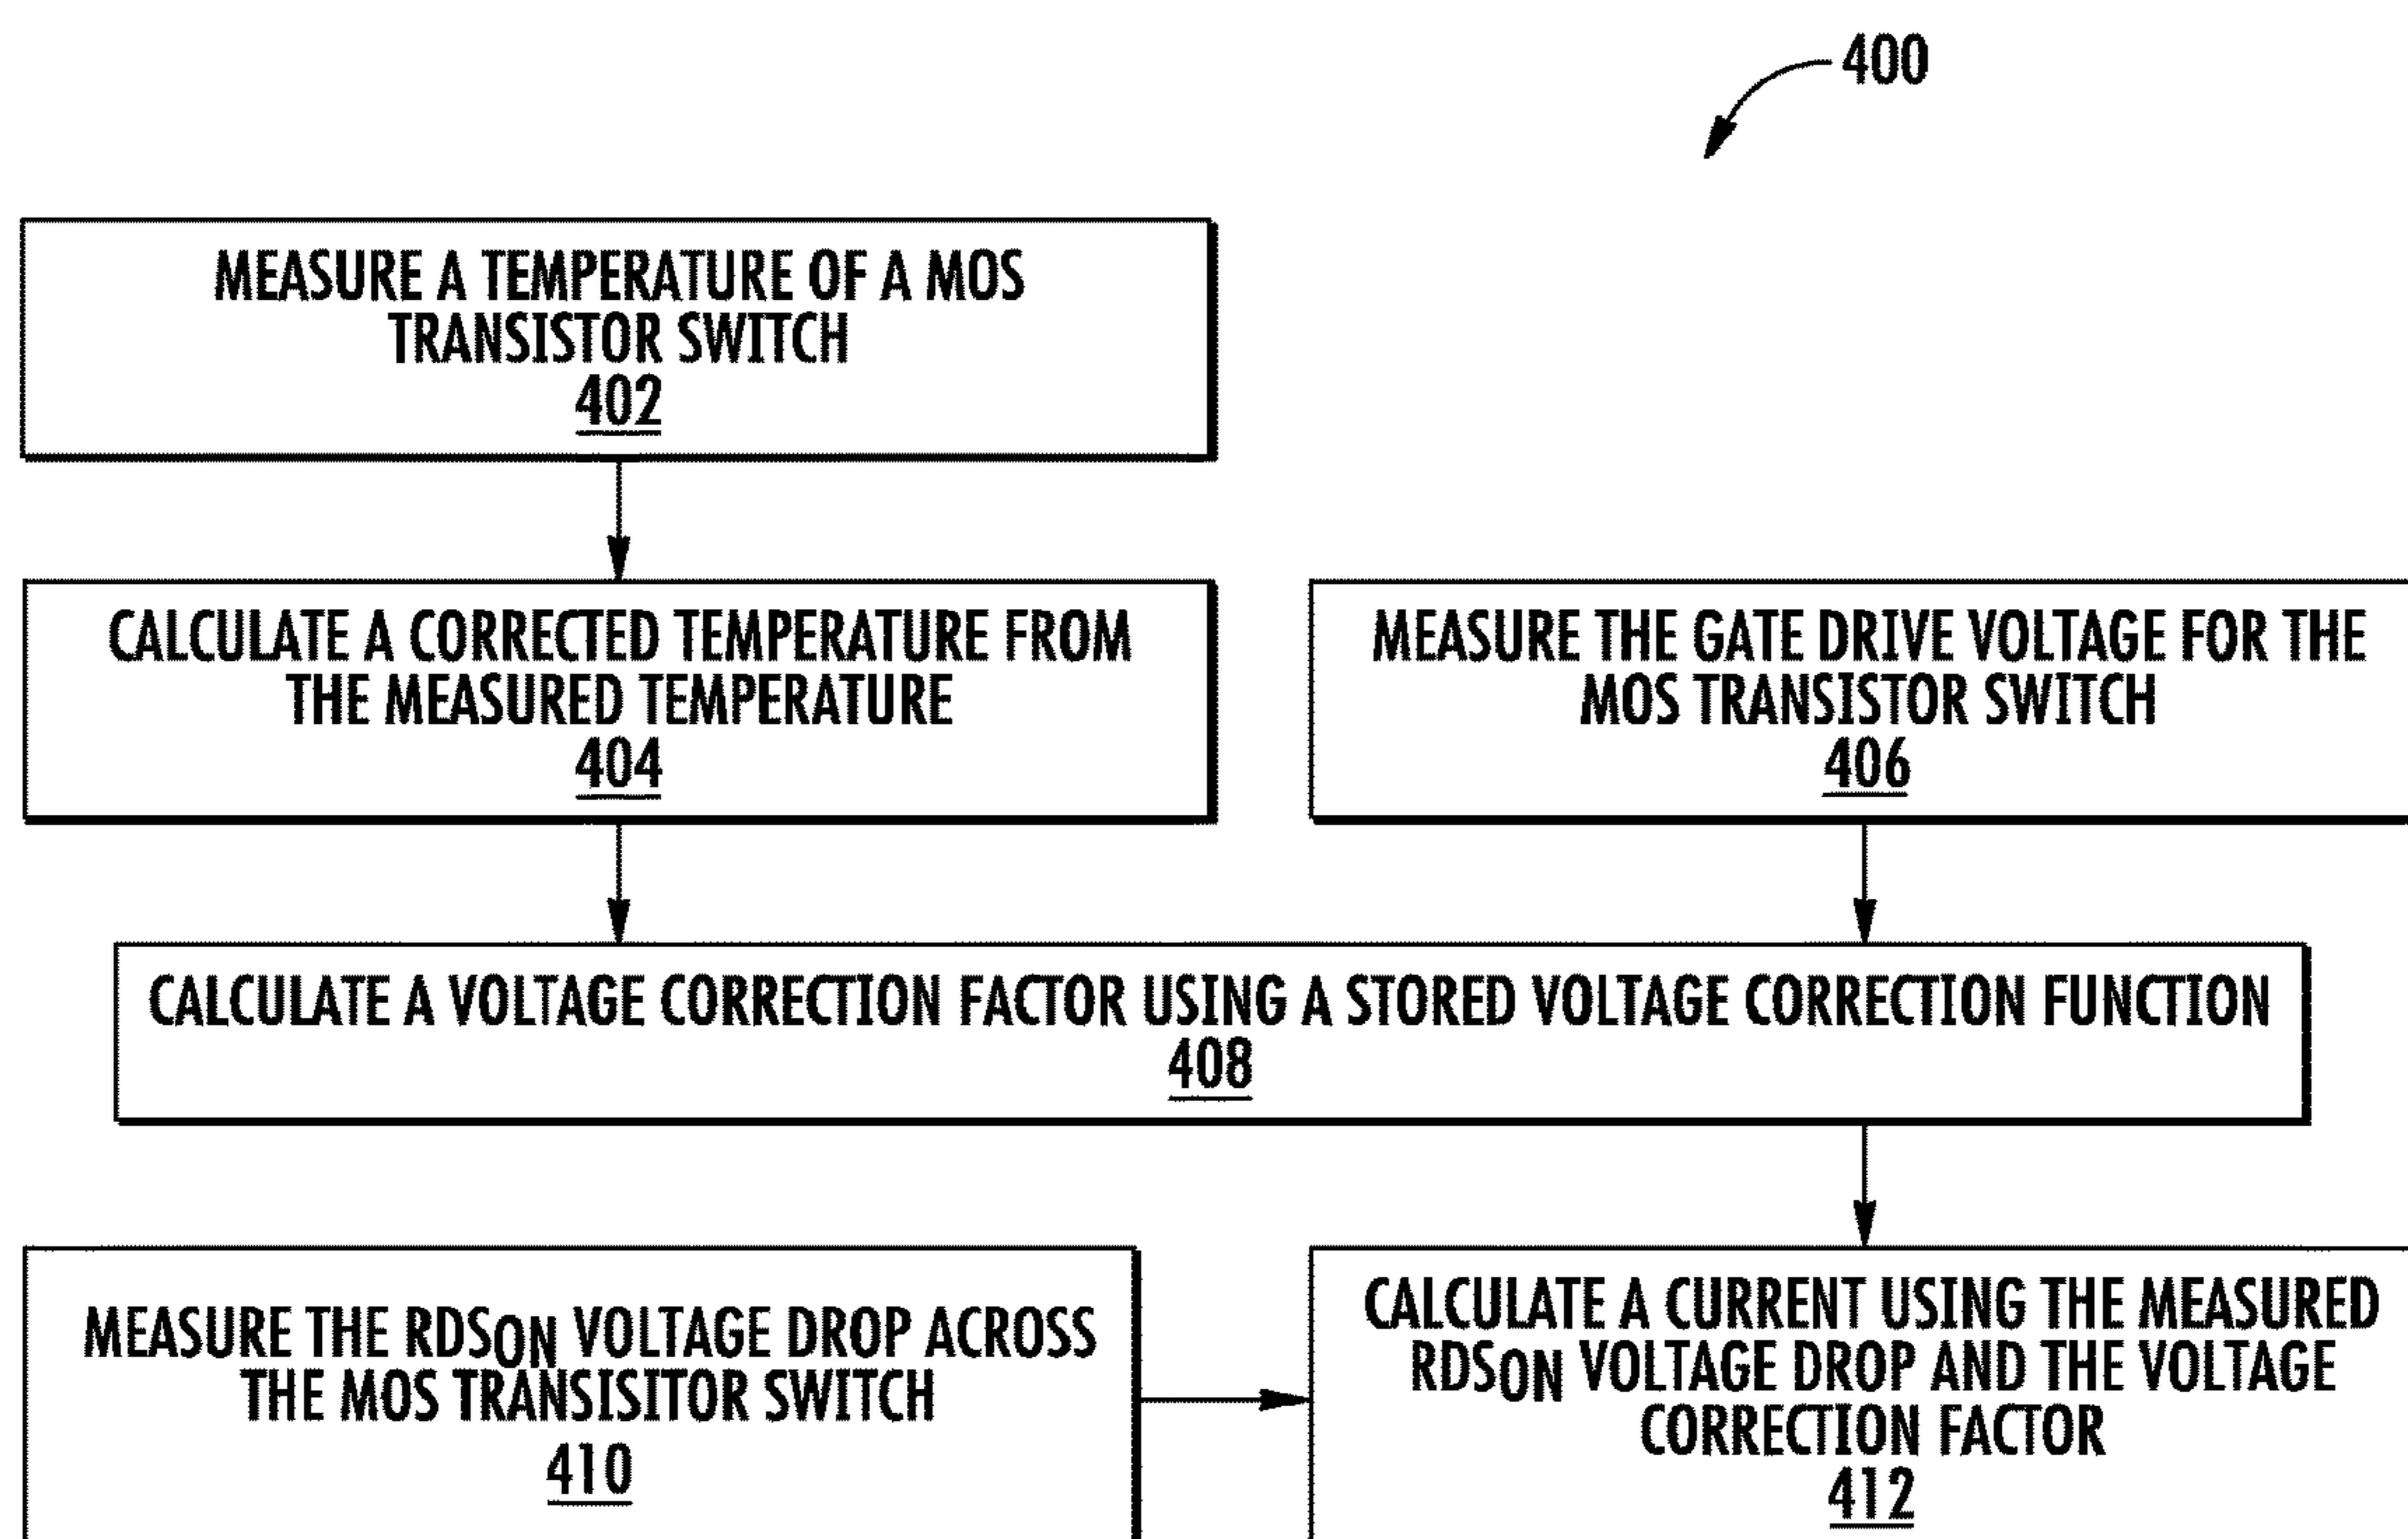 400
MEASURE A TEMPERATURE OF A MOS
TRANSISTOR SWITCH
402
CALCULATE A CORRECTED TEMPERATURE FROM
THE MEASURED TEMPERATURE
404
MEASURE THE GATE DRIVE VOLTAGE FOR THE
MOS TRANSISTOR SWITCH
406
CALCULATE A VOLTAGE CORRECTION FACTOR USING A STORED VOLTAGE CORRECTION FUNCTION
408
MEASURE THE RDSON VOLTAGE DROP ACROSS
THE MOS TRANSISITOR SWITCH
410
CALCULATE A CURRENT USING THE MEASURED
RDSON VOLTAGE DROP AND THE VOLTAGE
CORRECTION FACTOR
412